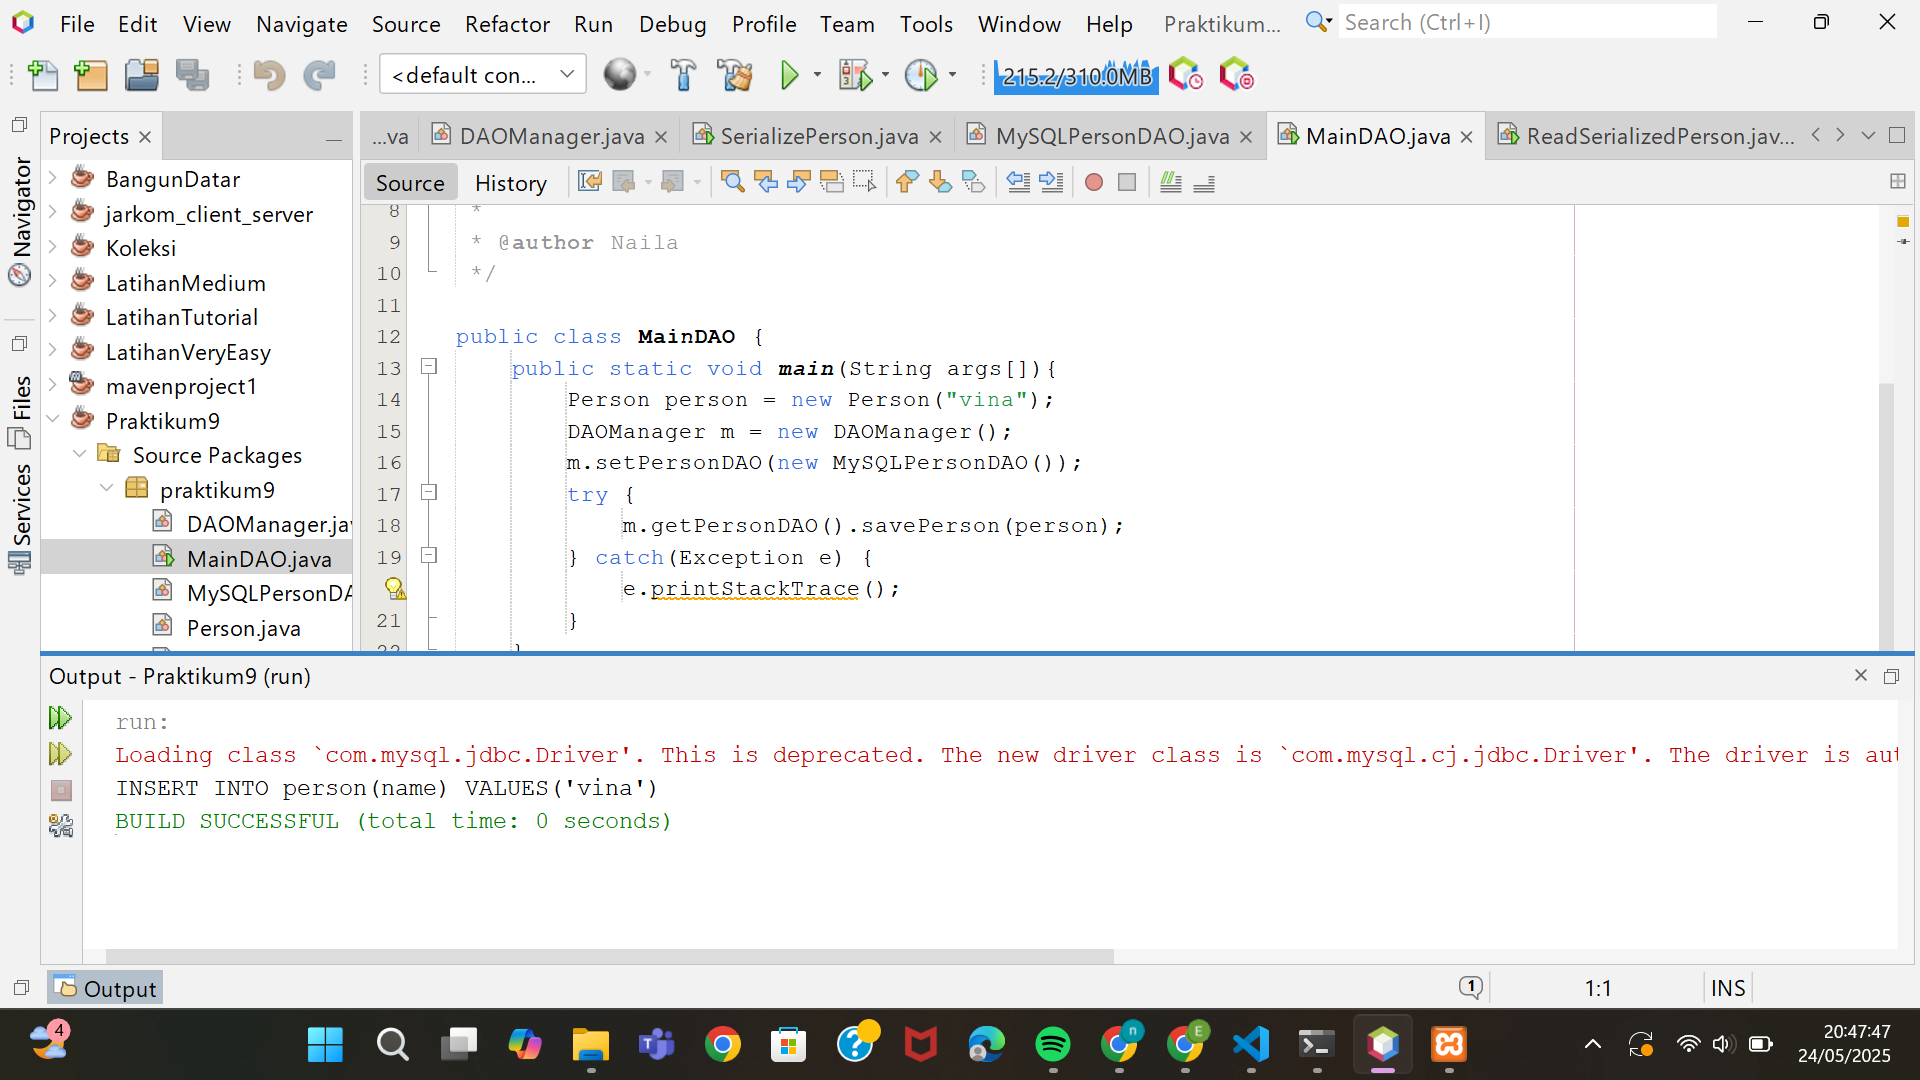 File Edit View Navigate Source Refactor Run Debug Profile Team Tools Window Help Praktikum... Search (Ctrl+I)
<default con... 215.2/310.0MB
Projects
...va DAOManager.java SerializePerson.java MySQLPersonDAO.java MainDAO.java ReadSerializedPerson.jav...
Source History
Navigator
Files
Services
BangunDatar
jarkom_client_server
Koleksi
LatihanMedium
LatihanTutorial
LatihanVeryEasy
mavenproject1
Praktikum9
Source Packages
praktikum9
DAOManager.jav
MainDAO.java
MySQLPersonDA
Person.java
8 *
9 * @author Naila
10 */
11
12 public class MainDAO {
13 public static void main(String args[]){
14 Person person = new Person("vina");
15 DAOManager m = new DAOManager();
16 m.setPersonDAO(new MySQLPersonDAO());
17 try {
18 m.getPersonDAO().savePerson(person);
19 } catch(Exception e) {
e.printStackTrace();
21 }
22 }
Output - Praktikum9 (run)
run:
Loading class `com.mysql.jdbc.Driver'. This is deprecated. The new driver class is `com.mysql.cj.jdbc.Driver'. The driver is aut
INSERT INTO person(name) VALUES('vina')
BUILD SUCCESSFUL (total time: 0 seconds)
Output 1 1:1 INS
4 n E
20:47:47
24/05/2025